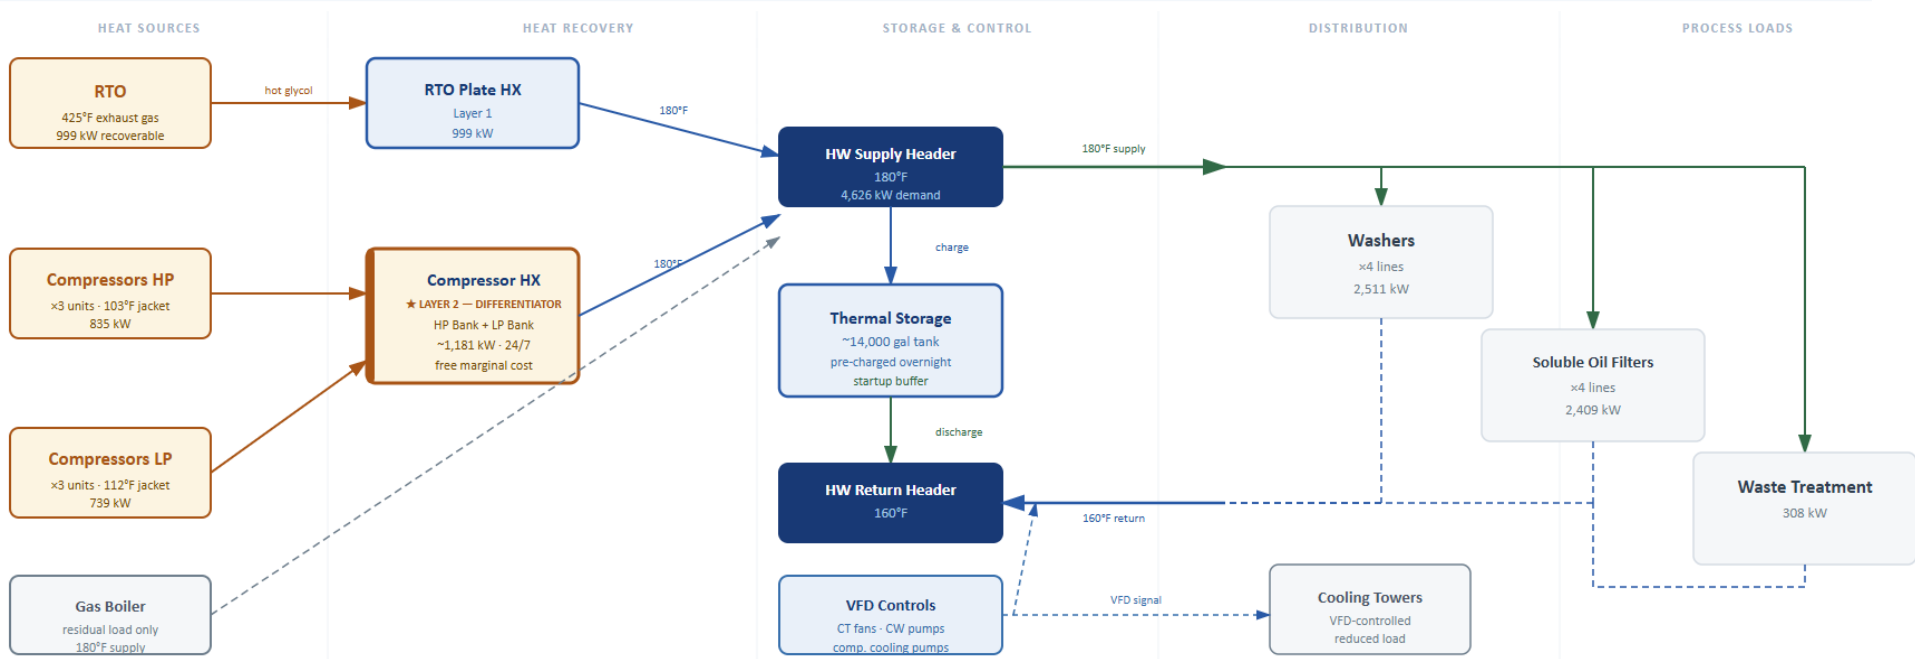 HEAT SOURCES
HEAT RECOVERY
STORAGE & CONTROL
DISTRIBUTION
PROCESS LOADS
RTO
425°F exhaust gas
999 kW recoverable
hot glycol
RTO Plate HX
Layer 1
999 kW
180°F
HW Supply Header
180°F
4,626 kW demand
180°F supply
Washers
×4 lines
2,511 kW
Compressors HP
×3 units · 103°F jacket
835 kW
Compressor HX
★ LAYER 2 — DIFFERENTIATOR
HP Bank + LP Bank
~1,181 kW · 24/7
free marginal cost
180°F
charge
Thermal Storage
~14,000 gal tank
pre-charged overnight
startup buffer
discharge
Soluble Oil Filters
×4 lines
2,409 kW
Compressors LP
×3 units · 112°F jacket
739 kW
HW Return Header
160°F
160°F return
Waste Treatment
308 kW
Gas Boiler
residual load only
180°F supply
VFD Controls
CT fans · CW pumps
comp. cooling pumps
VFD signal
Cooling Towers
VFD-controlled
reduced load